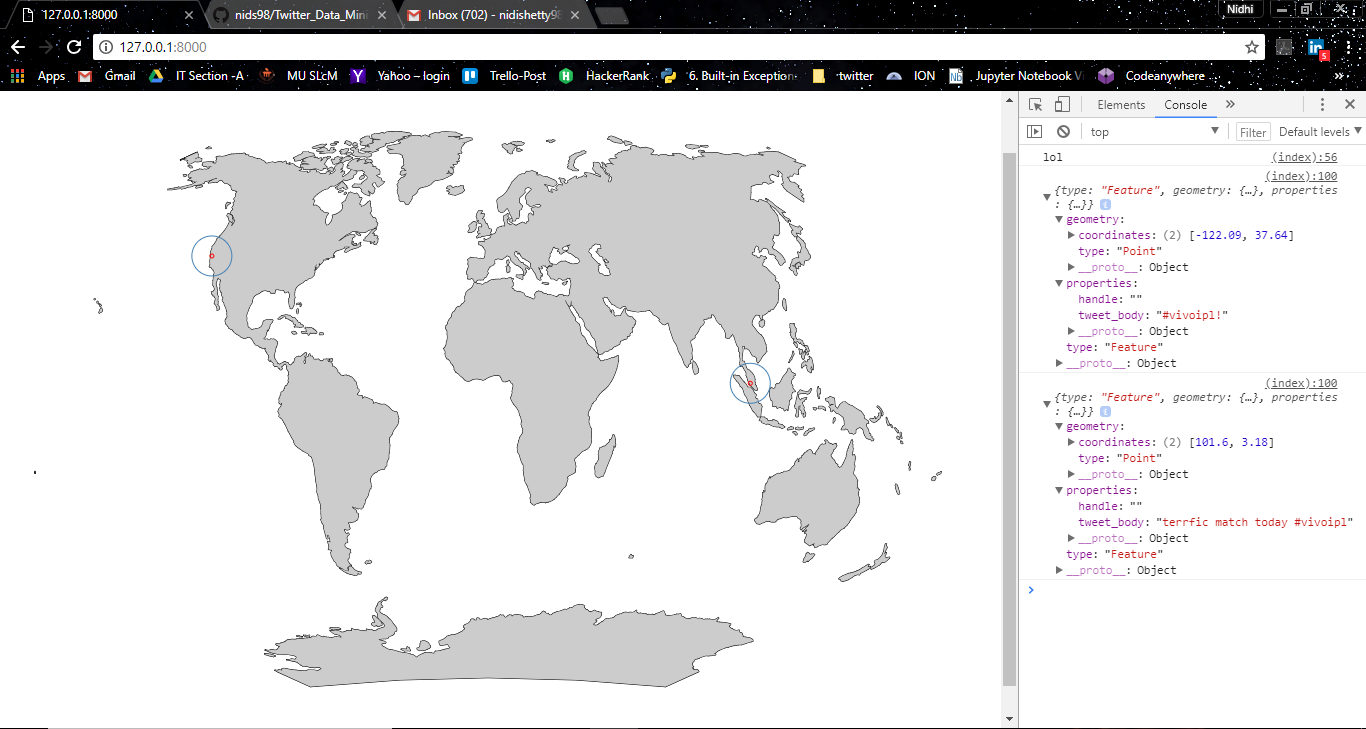 Nidhi
127.0.0.1:8000
nids98/Twitter_Data_Mini
Inbox (702) - nidishetty98
127.0.0.1:8000
5
Apps Gmail IT Section -A MU SLcM Yahoo – login Trello-Post HackerRank 6. Built-in Exception twitter ION Jupyter Notebook Codeanywhere »
Elements Console »
top Filter Default levels
lol (index):56
(index):100
{type: "Feature", geometry: {…}, properties
: {…}}
geometry:
coordinates: (2) [-122.09, 37.64]
type: "Point"
__proto__: Object
properties:
handle: ""
tweet_body: "#vivoipl!"
__proto__: Object
type: "Feature"
__proto__: Object
(index):100
{type: "Feature", geometry: {…}, properties
: {…}}
geometry:
coordinates: (2) [101.6, 3.18]
type: "Point"
__proto__: Object
properties:
handle: ""
tweet_body: "terrfic match today #vivoipl"
__proto__: Object
type: "Feature"
__proto__: Object